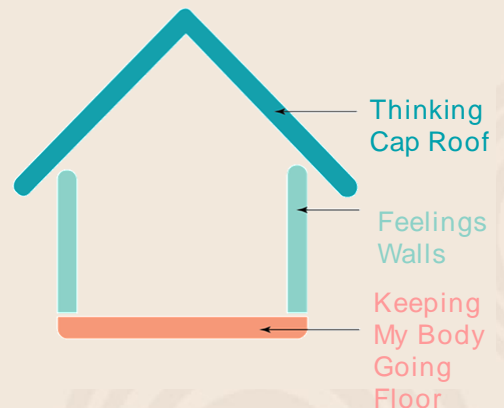 Thinking
Cap Roof
Feelings
Walls
Keeping
My Body
Going
Floor